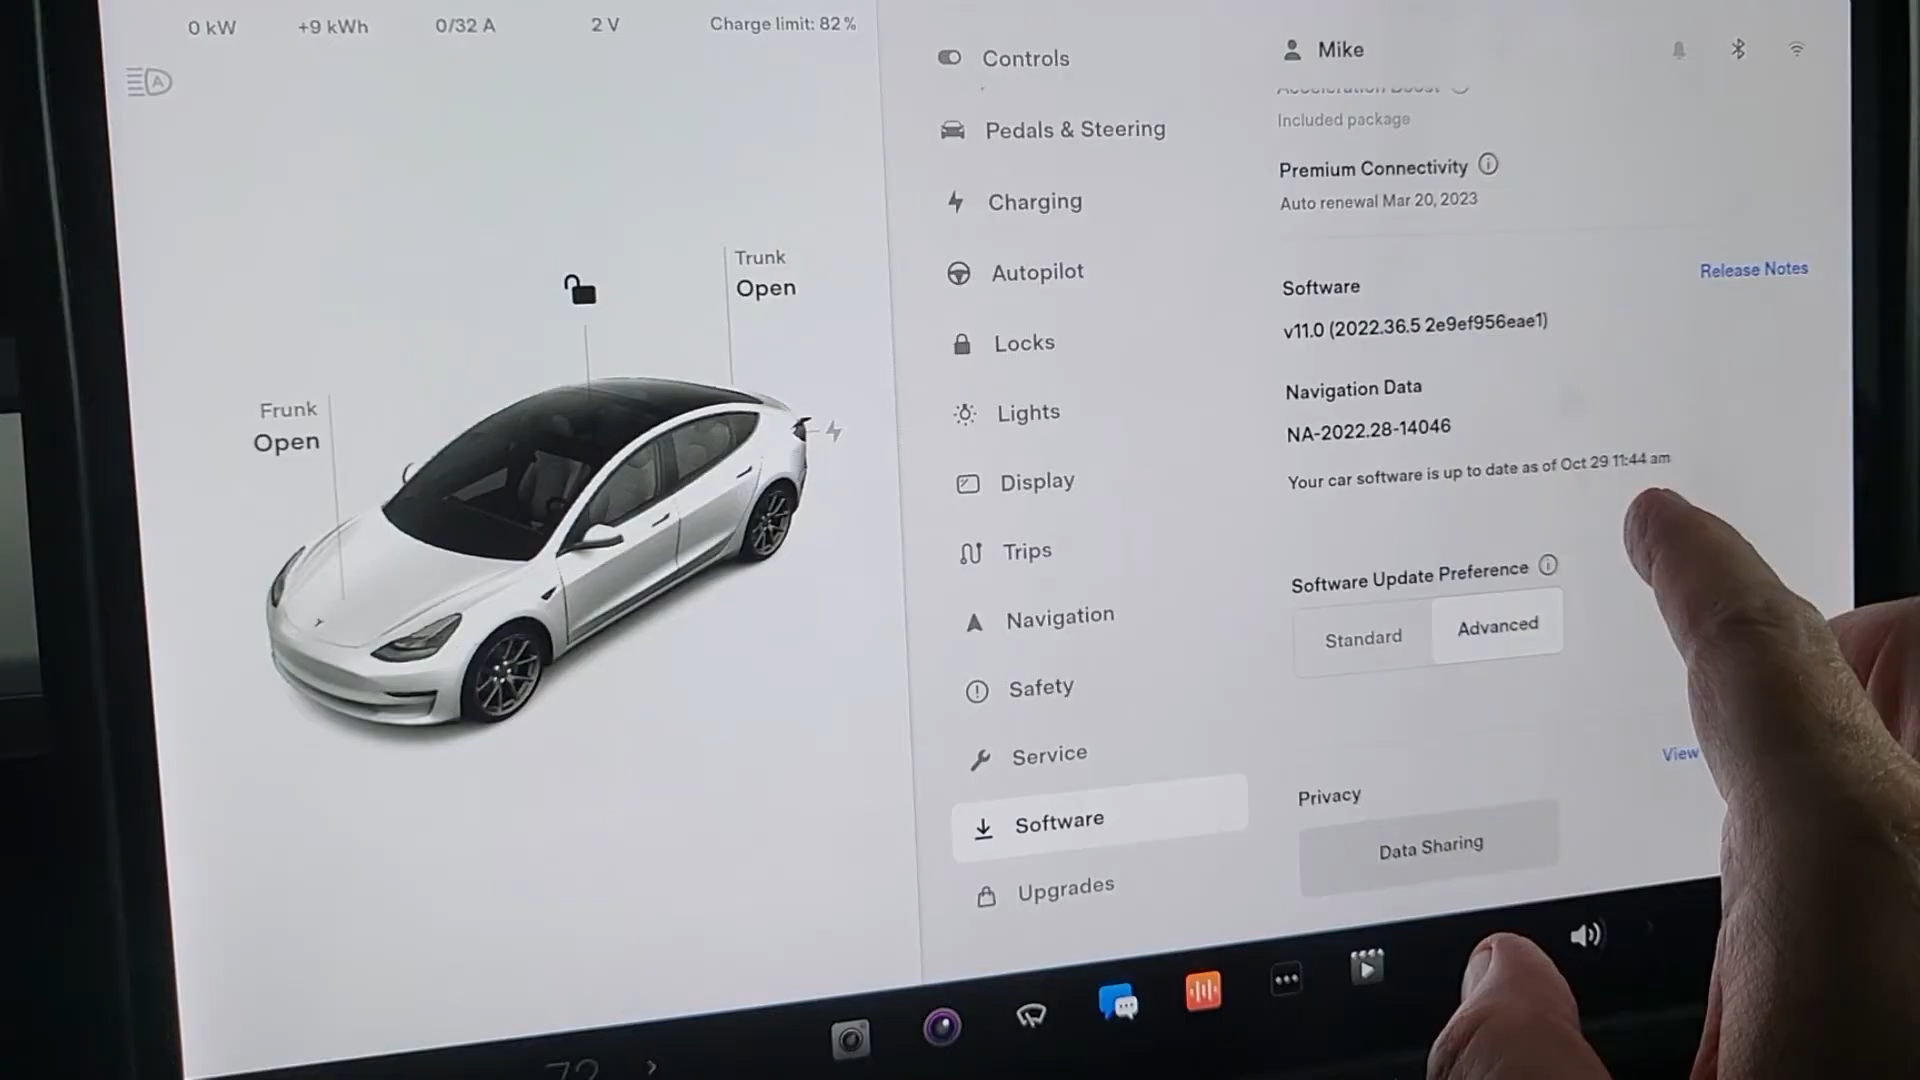 0 kW
+9 kWh
0/32 A
2 V
Charge limit: 82 %
A
Trunk
Open
Frunk
Open
Controls
Pedals & Steering
Charging
Autopilot
Locks
Lights
Display
Trips
Navigation
Safety
Service
Software
Upgrades
Mike
Acceleration Boost
Included package
Premium Connectivity
Auto renewal Mar 20, 2023
Software
Release Notes
v11.0 (2022.36.5 2e9ef956eae1)
Navigation Data
NA-2022.28-14046
Your car software is up to date as of Oct 29 11:44 am
Software Update Preference
Standard
Advanced
View
Privacy
Data Sharing